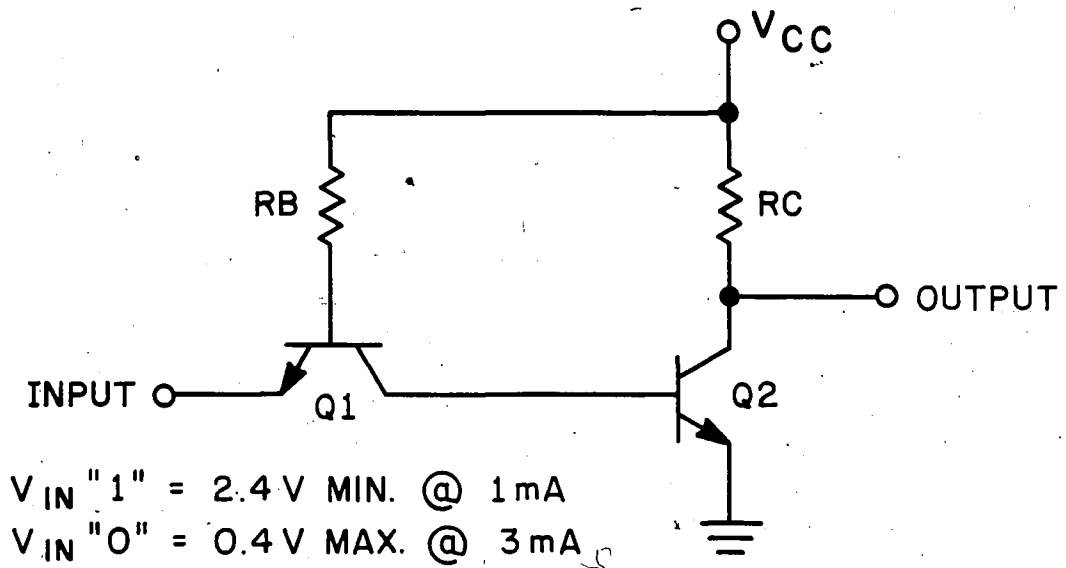 VCC
RB
RC
OUTPUT
INPUT
Q1
Q2
VIN "1" = 2.4 V MIN. @ 1 mA
VIN "0" = 0.4 V MAX. @ 3 mA